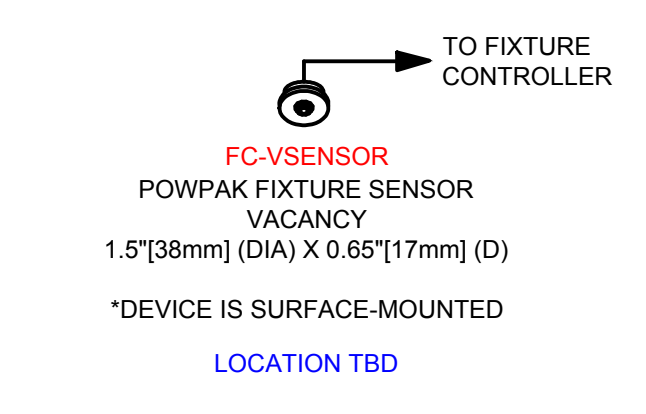 TO FIXTURE
CONTROLLER
FC-VSENSOR
POWPAK FIXTURE SENSOR
VACANCY
1.5"[38mm] (DIA) X 0.65"[17mm] (D)
*DEVICE IS SURFACE-MOUNTED
LOCATION TBD